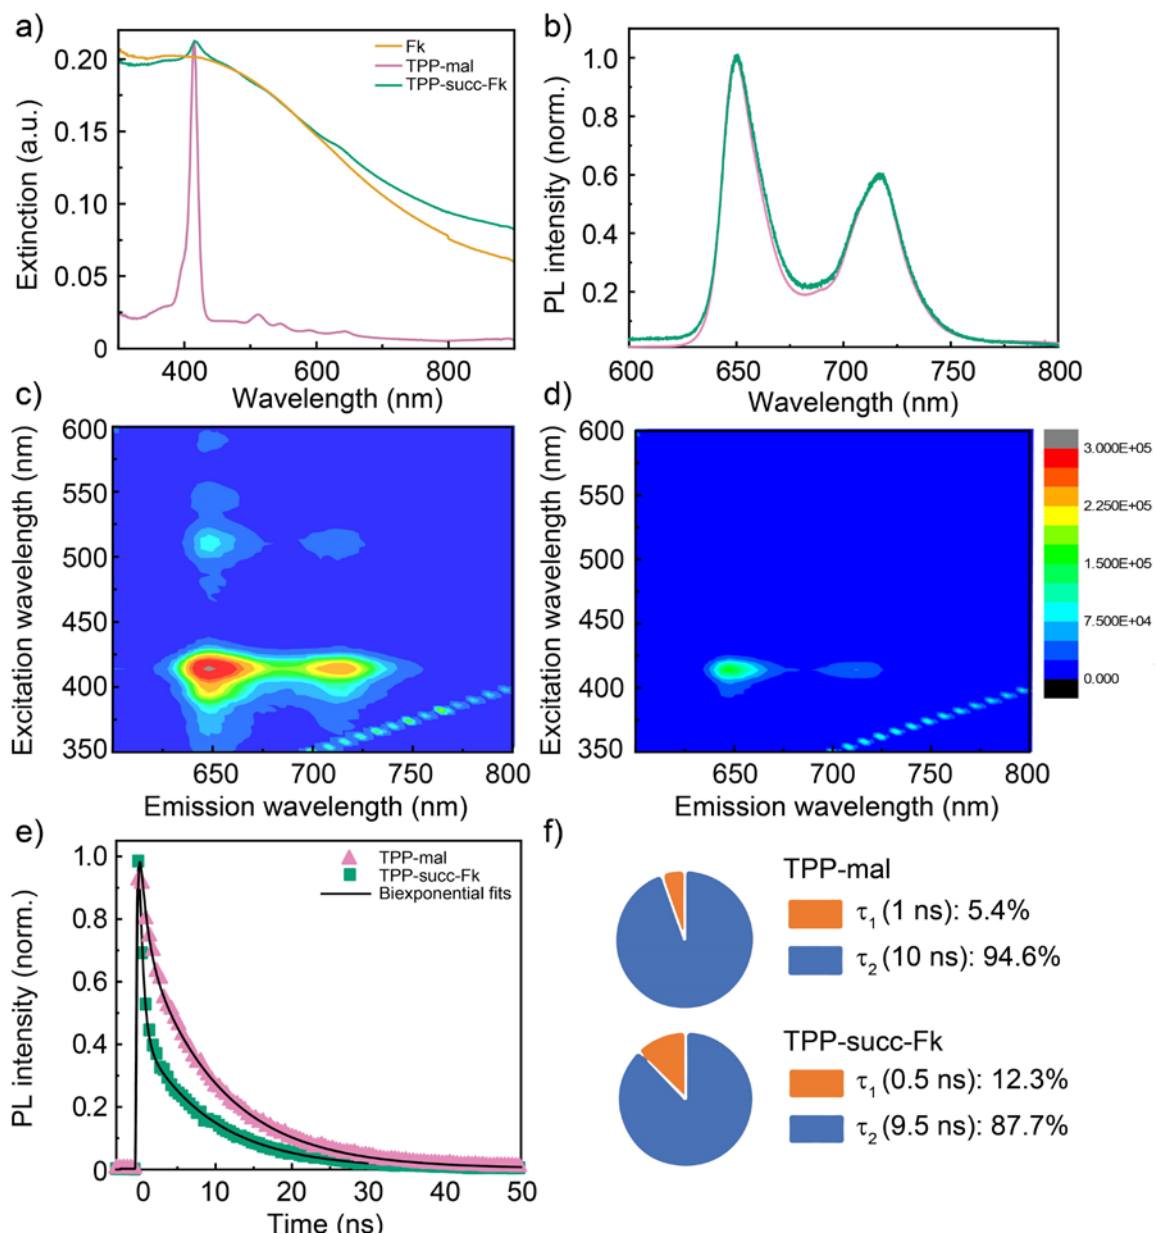 a)
Extinction (a.u.)
0.20
0.15
0.10
0.05
0
Fk
TPP-mal
TPP-succ-Fk
400 600 800
Wavelength (nm)
b)
PL intensity (norm.)
1.0
0.8
0.6
0.4
0.2
600 650 700 750 800
Wavelength (nm)
c)
Excitation wavelength (nm)
600
550
500
450
400
350
650 700 750 800
Emission wavelength (nm)
d)
Excitation wavelength (nm)
600
550
500
450
400
350
650 700 750 800
Emission wavelength (nm)
3.000E+05
2.250E+05
1.500E+05
7.500E+04
0.000
e)
PL intensity (norm.)
1.0
0.8
0.6
0.4
0.2
0
TPP-mal
TPP-succ-Fk
Biexponential fits
0 10 20 30 40 50
Time (ns)
f)
TPP-mal
τ1 (1 ns): 5.4%
τ2 (10 ns): 94.6%
TPP-succ-Fk
τ1 (0.5 ns): 12.3%
τ2 (9.5 ns): 87.7%